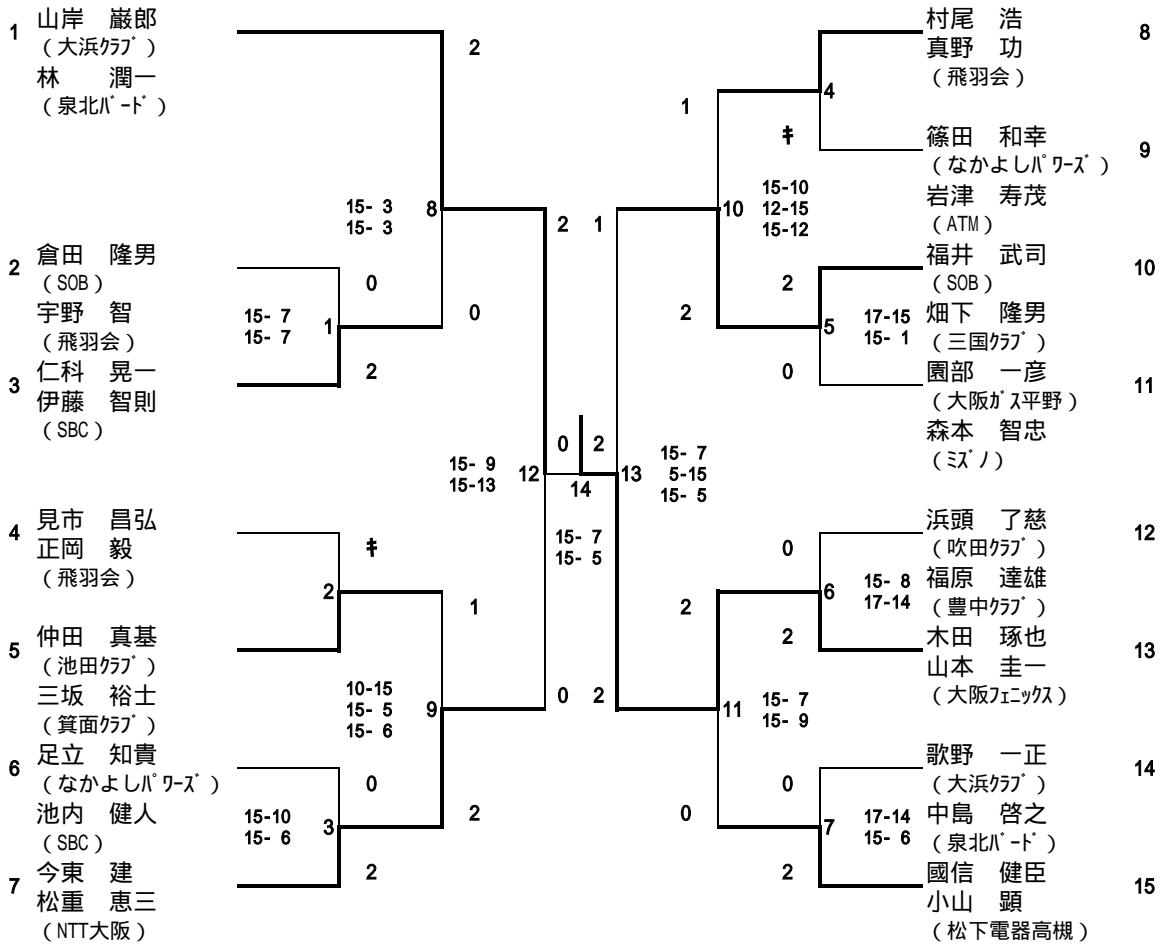 1
山岸　巌郎
（大浜ｸﾗﾌﾞ）
林　　潤一
（泉北ﾊﾞｰﾄﾞ）
2
倉田　隆男
（SOB）
宇野　智
（飛羽会）
3
仁科　晃一
伊藤　智則
（SBC）
4
見市　昌弘
正岡　毅
（飛羽会）
5
仲田　真基
（池田ｸﾗﾌﾞ）
三坂　裕士
（箕面ｸﾗﾌﾞ）
6
足立　知貴
（なかよしﾊﾟﾜｰｽﾞ）
池内　健人
（SBC）
7
今東　建
松重　恵三
（NTT大阪）
15- 7
15- 7
1
0
2
キ
2
15-10
15- 6
3
0
2
2
15- 3
15- 3
8
0
1
10-15
15- 5
15- 6
9
2
2
15- 9
15-13
12
0
0
2
14
15- 7
15- 5
1
13
15- 7
5-15
15- 5
2
1
キ
15-10
12-15
15-12
10
2
2
15- 7
15- 9
11
0
4
2
17-15
15- 1
5
0
0
15- 8
17-14
6
2
0
17-14
15- 6
7
2
村尾　浩
真野　功
（飛羽会）
8
篠田　和幸
（なかよしﾊﾟﾜｰｽﾞ）
岩津　寿茂
（ATM）
9
福井　武司
（SOB）
畑下　隆男
（三国ｸﾗﾌﾞ）
10
園部　一彦
（大阪ｶﾞｽ平野）
森本　智忠
（ﾐｽﾞﾉ）
11
浜頭　了慈
（吹田ｸﾗﾌﾞ）
福原　達雄
（豊中ｸﾗﾌﾞ）
12
木田　琢也
山本　圭一
（大阪ﾌｪﾆｯｸｽ）
13
歌野　一正
（大浜ｸﾗﾌﾞ）
中島　啓之
（泉北ﾊﾞｰﾄﾞ）
14
國信　健臣
小山　顕
（松下電器高槻）
15